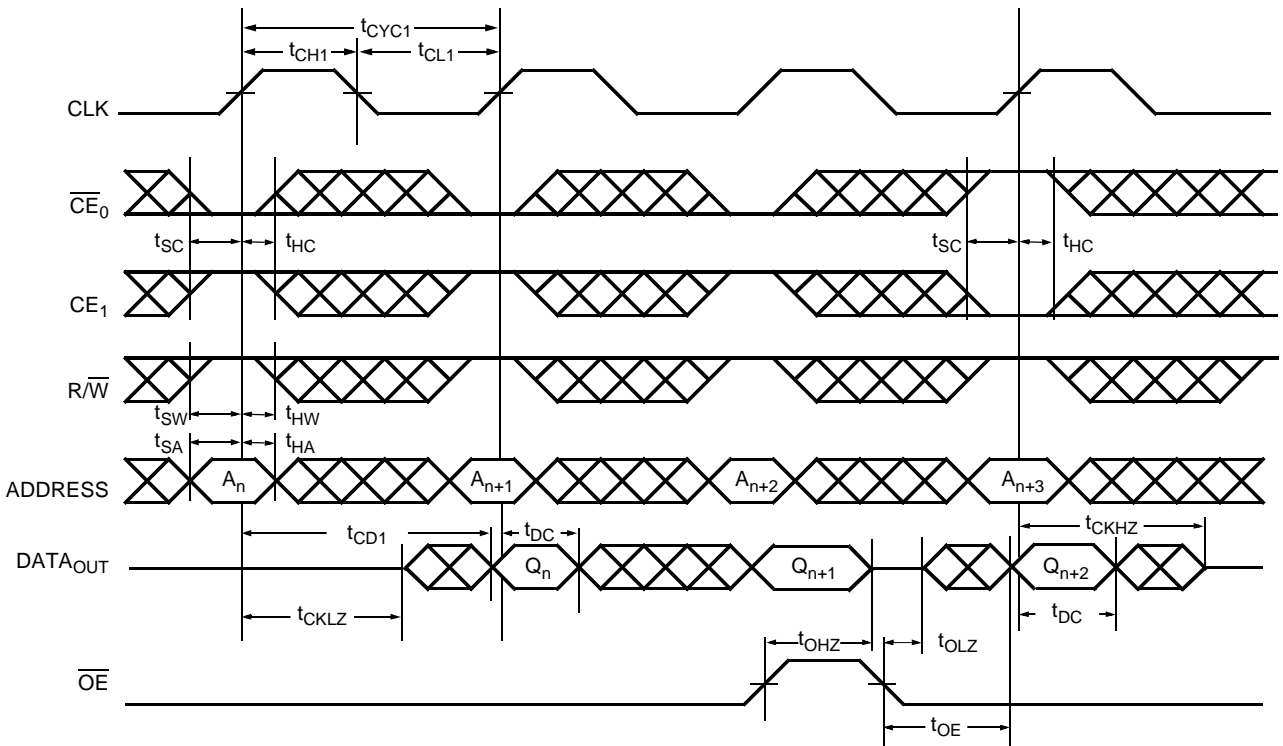 tCYC1
tCH1 tCL1
CLK
CE0
tSC tHC tSC tHC
CE1
R/W
tSW tHW
tSA tHA
ADDRESS An An+1 An+2 An+3
tCD1 tDC tCKHZ
DATAOUT Qn Qn+1 Qn+2
tCKLZ tDC
tOHZ tOLZ
OE
tOE